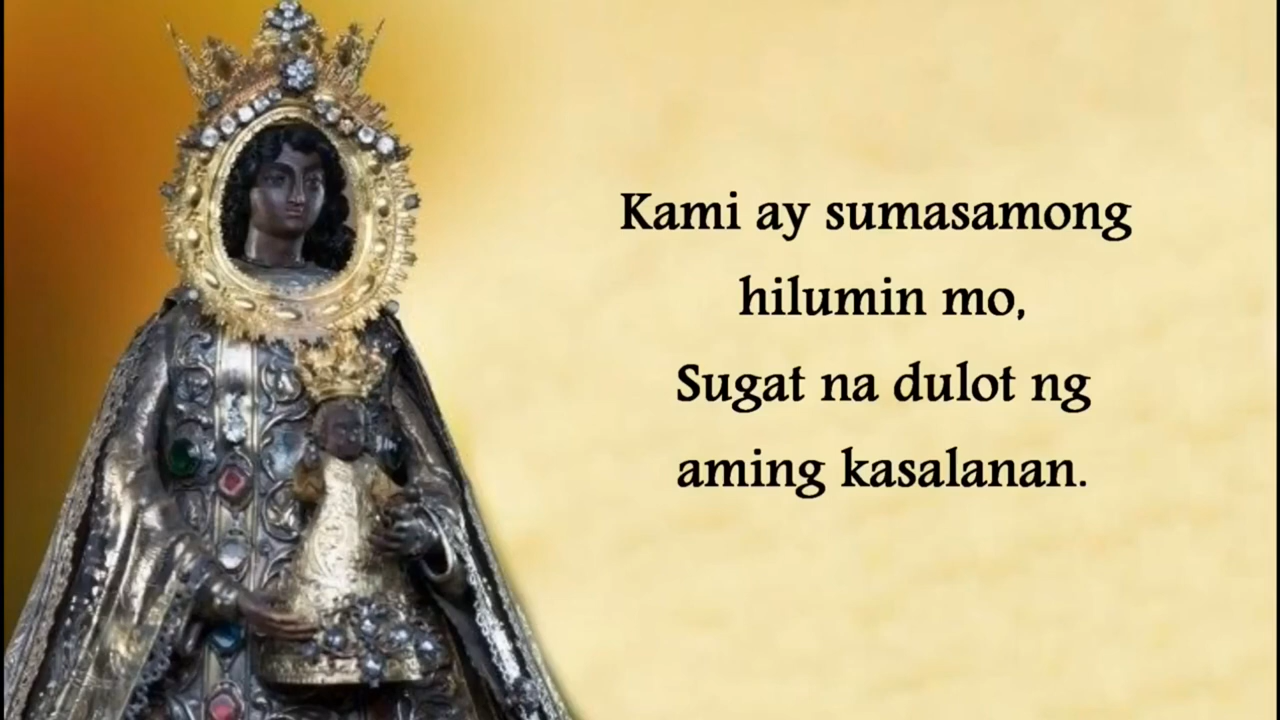 Kami ay sumasamong
hilumin mo,
Sugat na dulot ng
aming kasalanan.